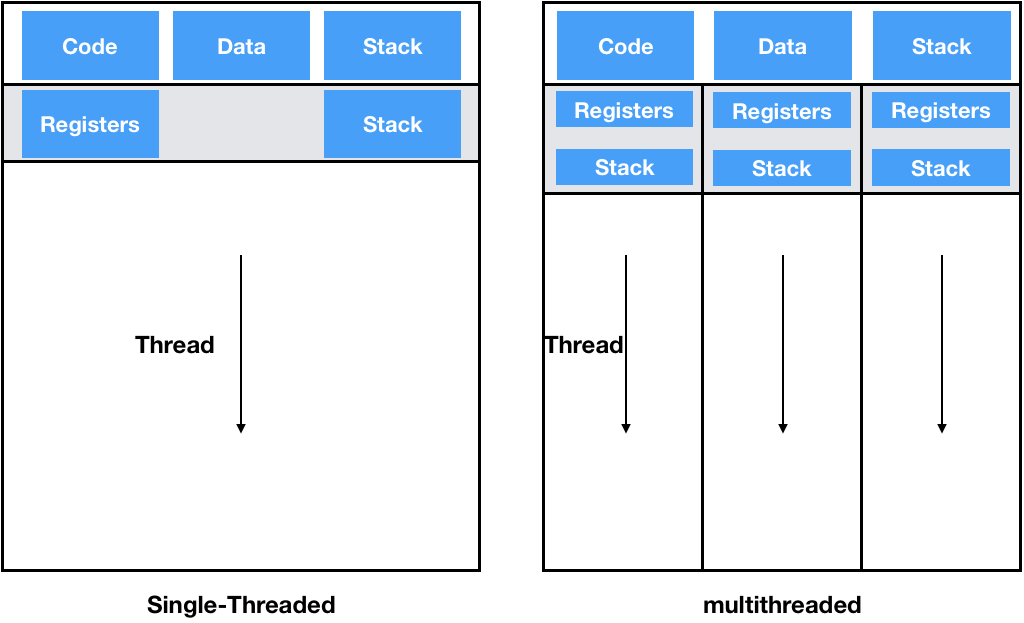 Code Data Stack
Registers Stack
Thread
Single-Threaded
Code Data Stack
Registers Registers Registers
Stack Stack Stack
Thread
multithreaded